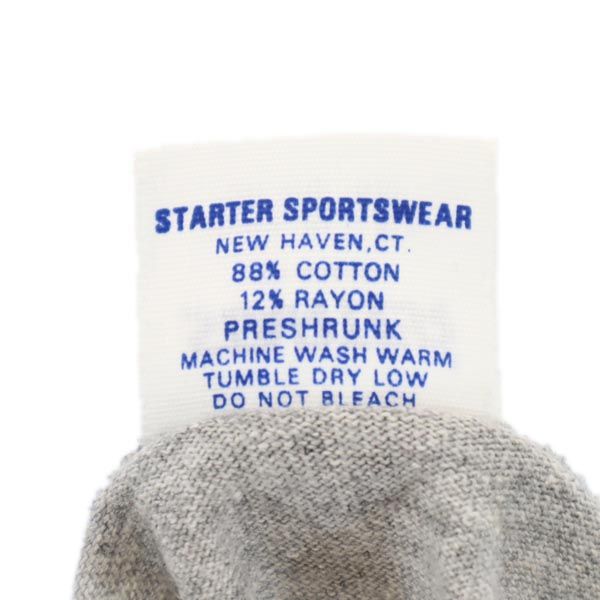 STARTER SPORTSWEAR
NEW HAVEN,CT.
88% COTTON
12% RAYON
PRESHRUNK
MACHINE WASH WARM
TUMBLE DRY LOW
DO NOT BLEACH